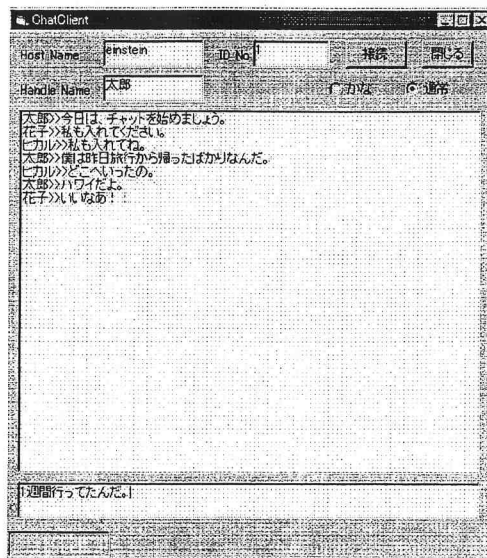 ChatClient
Host Name einstein ID No 1 接続 閉じる
Handle Name 太郎 かな 通常
太郎>>今日は、チャットを始めましょう。
花子>>私も入れてください。
ヒカル>>私も入れてね。
太郎>>僕は昨日旅行から帰ったばかりなんだ。
ヒカル>>どこへいったの。
太郎>>ハワイだよ。
花子>>いいなあ!!
1週間行ってたんだ。